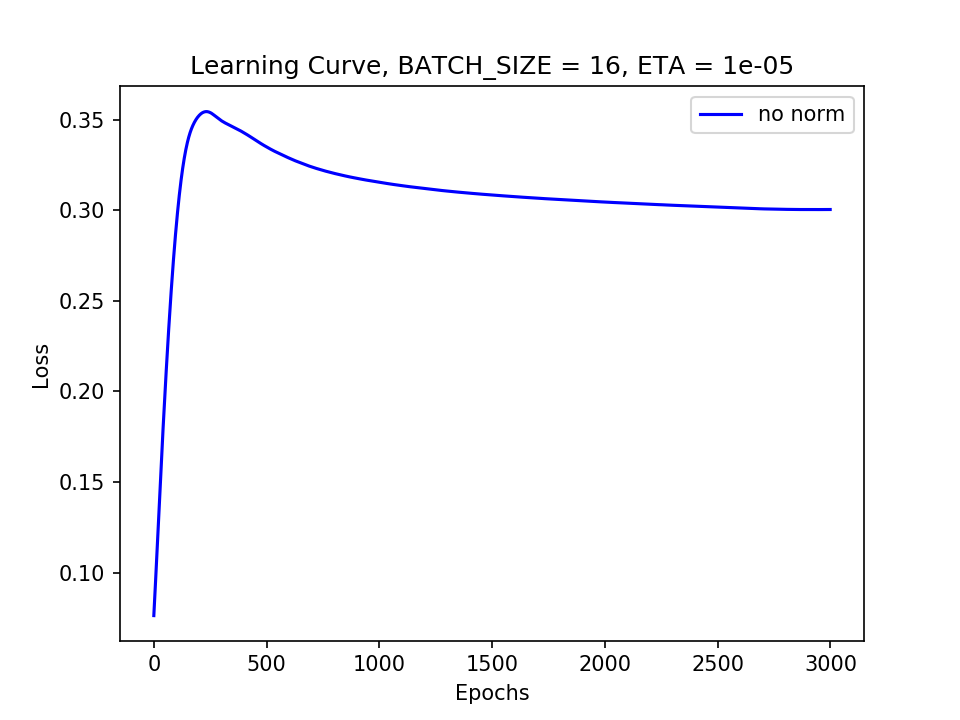 Learning Curve, BATCH_SIZE = 16, ETA = 1e-05
no norm
0.35
0.30
0.25
0.20
0.15
0.10
Loss
0 500 1000 1500 2000 2500 3000
Epochs